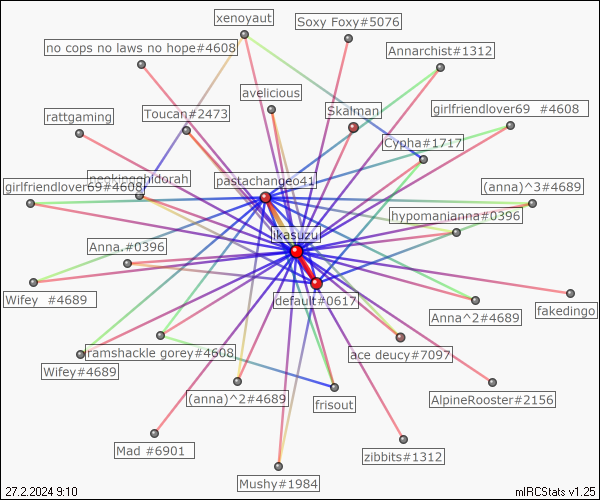 xenoyaut
Soxy Foxy#5076
no cops no laws no hope#4608
Annarchist#1312
avelicious
rattgaming
Toucan#2473
Skalman
girlfriendlover69 #4608
Cypha#1717
neokingghidorah
pastachangeo41
girlfriendlover69#4608
(anna)^3#4689
hypomanianna#0396
ikasuzu
Anna.#0396
Wifey #4689
default#0617
fakedingo
Anna^2#4689
ramshackle gorey#4608
ace deucy#7097
Wifey#4689
(anna)^2#4689
frisout
AlpineRooster#2156
Mad #6901
zibbits#1312
Mushy#1984
27.2.2024 9:10
mIRCStats v1.25